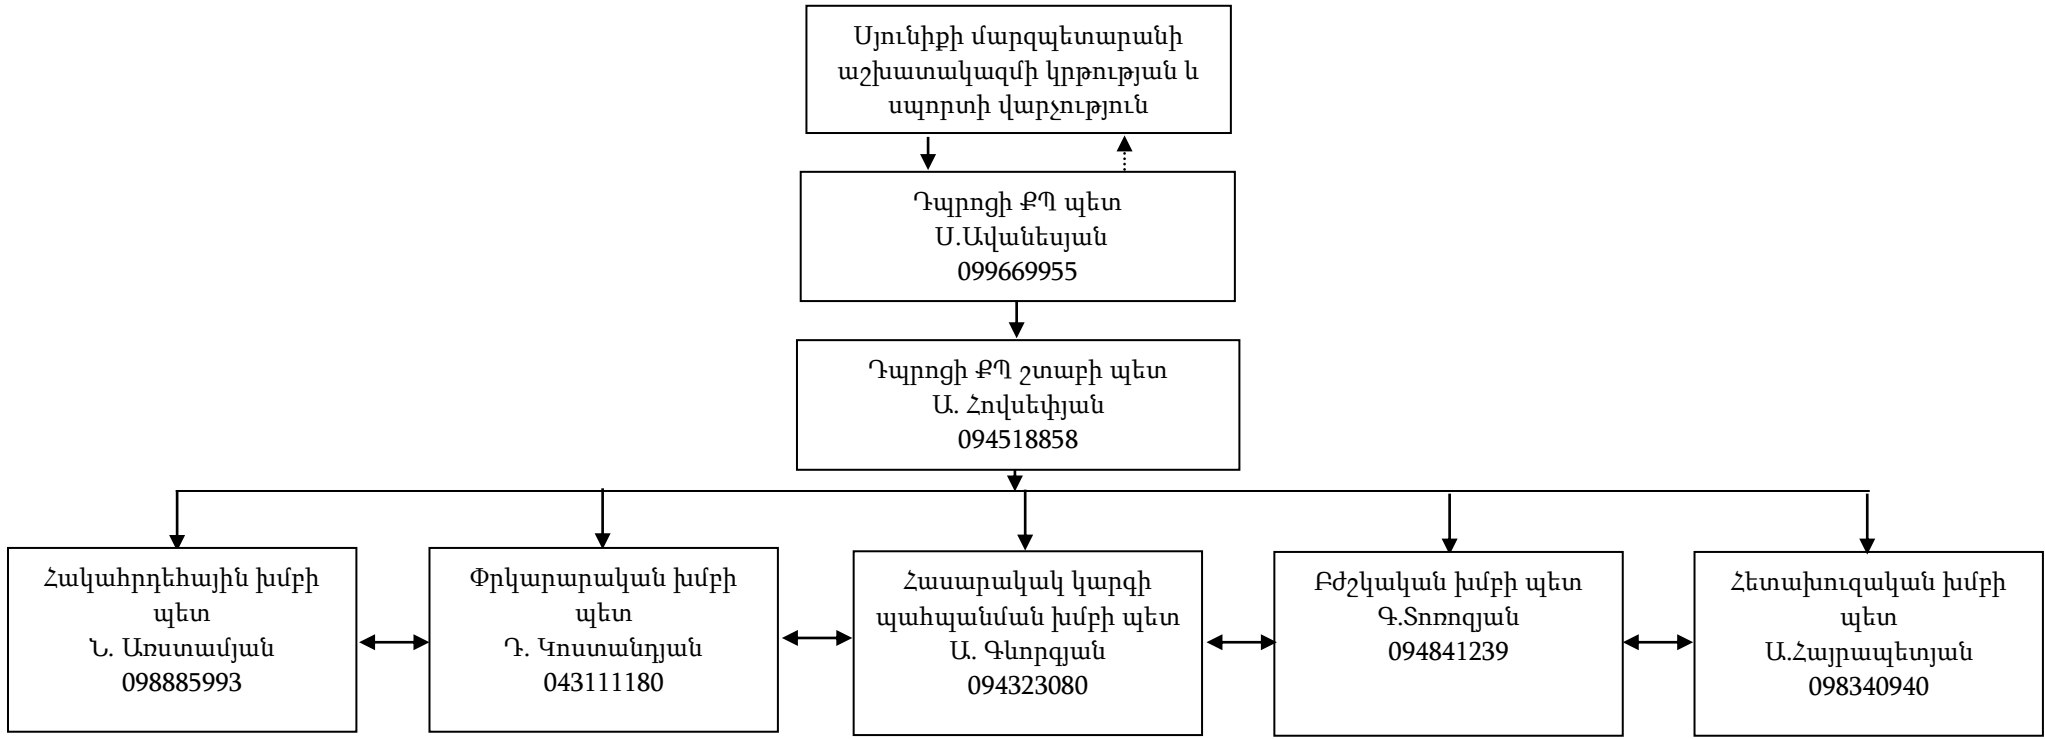 Սյունիքի մարզպետարանի
աշխատակազմի կրթության և
սպորտի վարչություն
Դպրոցի ՔՊ պետ
Ս.Ավանեսյան
099669955
Դպրոցի ՔՊ շտաբի պետ
Ա. Հովսեփյան
094518858
Հակահրդեհային խմբի
պետ
Ն. Առստամյան
098885993
Փրկարարական խմբի
պետ
Դ. Կոստանդյան
043111180
Հասարակակ կարգի
պահպանման խմբի պետ
Ա. Գևորգյան
094323080
Բժշկական խմբի պետ
Գ.Տոռոզյան
094841239
Հետախուզական խմբի
պետ
Ա.Հայրապետյան
098340940